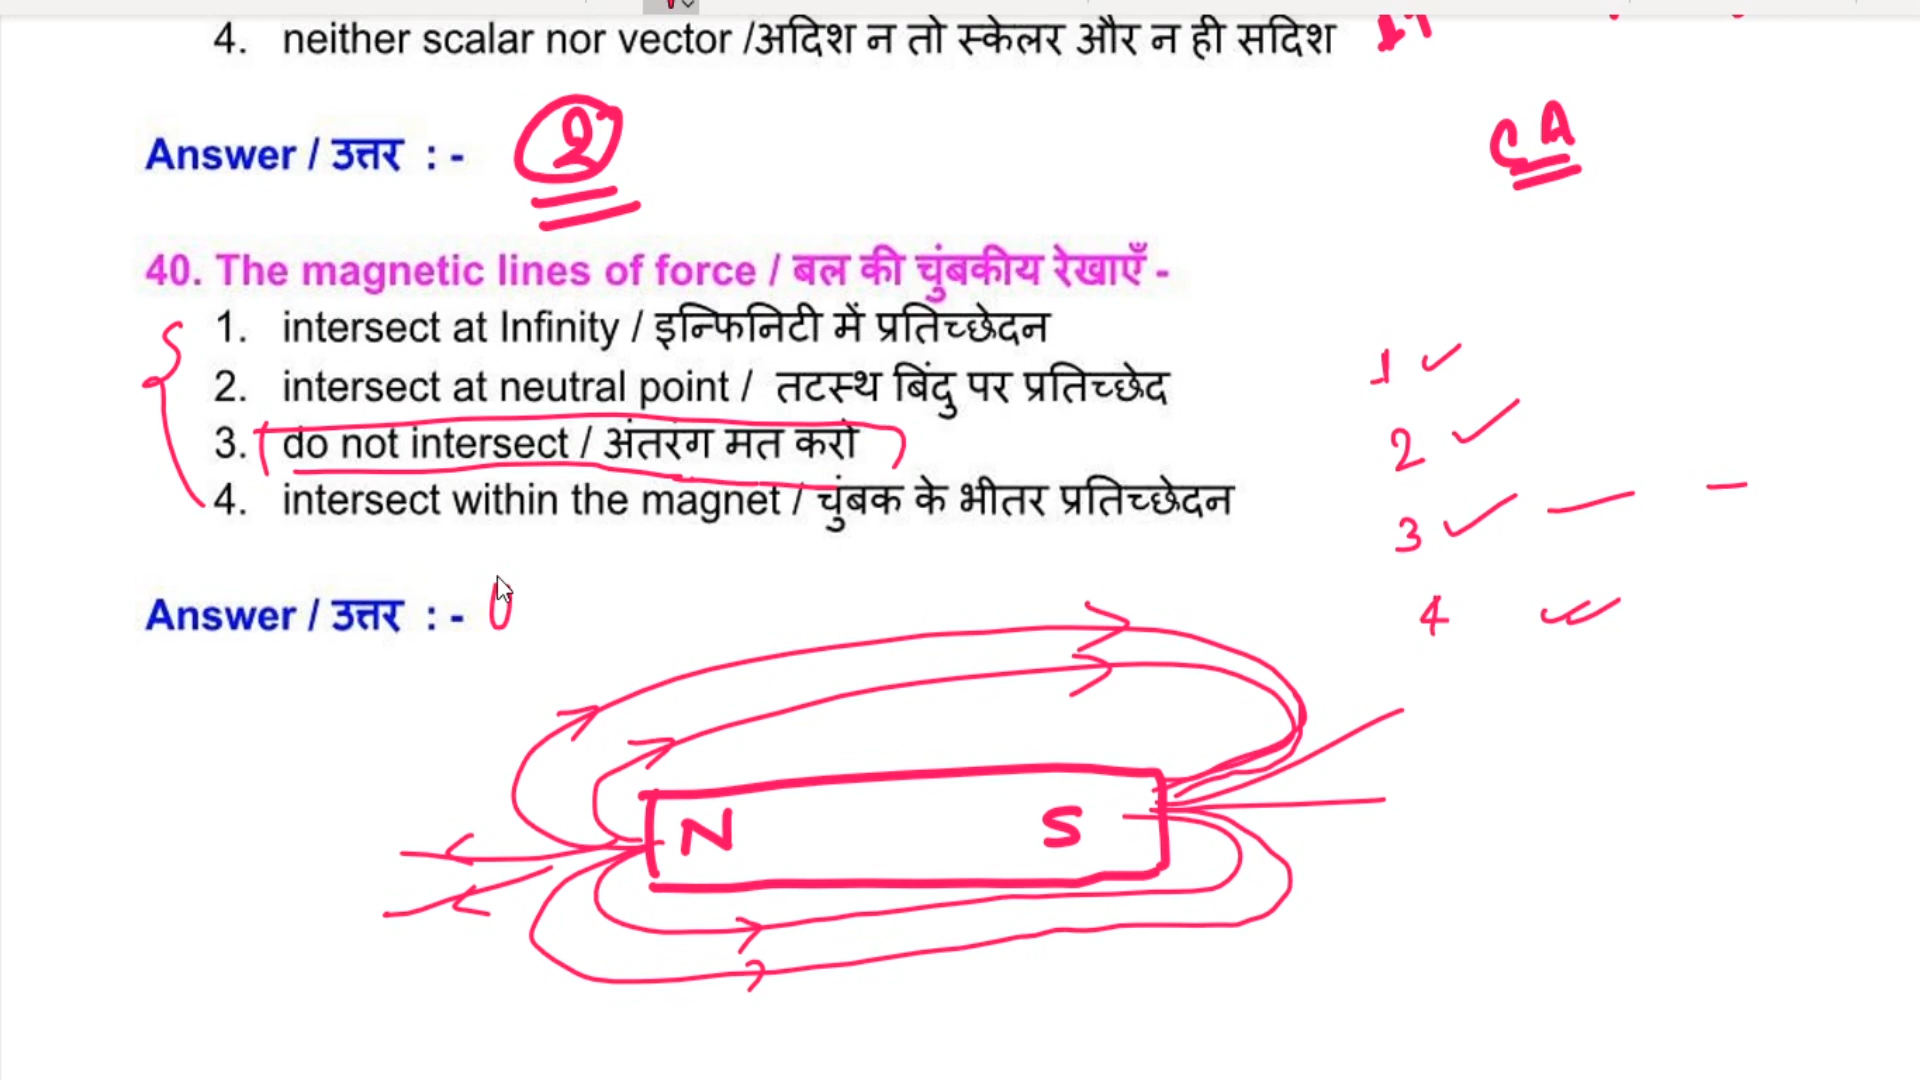 4. neither scalar nor vector /अदिश न तो स्केलर और न ही सदिश
Answer / उत्तर : - 2
CA
40. The magnetic lines of force / बल की चुंबकीय रेखाएँ -
1. intersect at Infinity / इन्फिनिटी में प्रतिच्छेदन
2. intersect at neutral point / तटस्थ बिंदु पर प्रतिच्छेद
3. do not intersect / अंतरंग मत करो
4. intersect within the magnet / चुंबक के भीतर प्रतिच्छेदन
1
2
3
4
Answer / उत्तर : -
N S